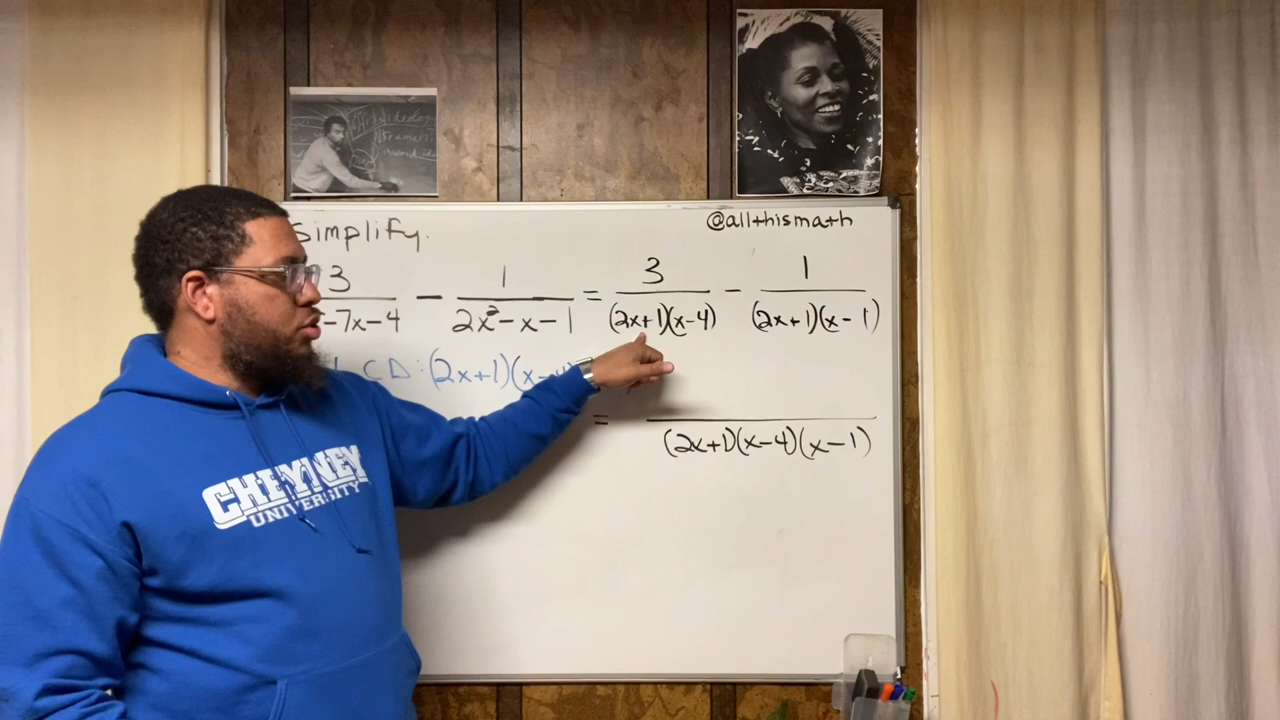 Simplify.
@allthismath
3 / -7x-4 - 1 / 2x²-x-1 = 3 / (2x+1)(x-4) - 1 / (2x+1)(x-1)
CD: (2x+1)(x-4)
= / (2x+1)(x-4)(x-1)
CHEYNEY
UNIVERSITY